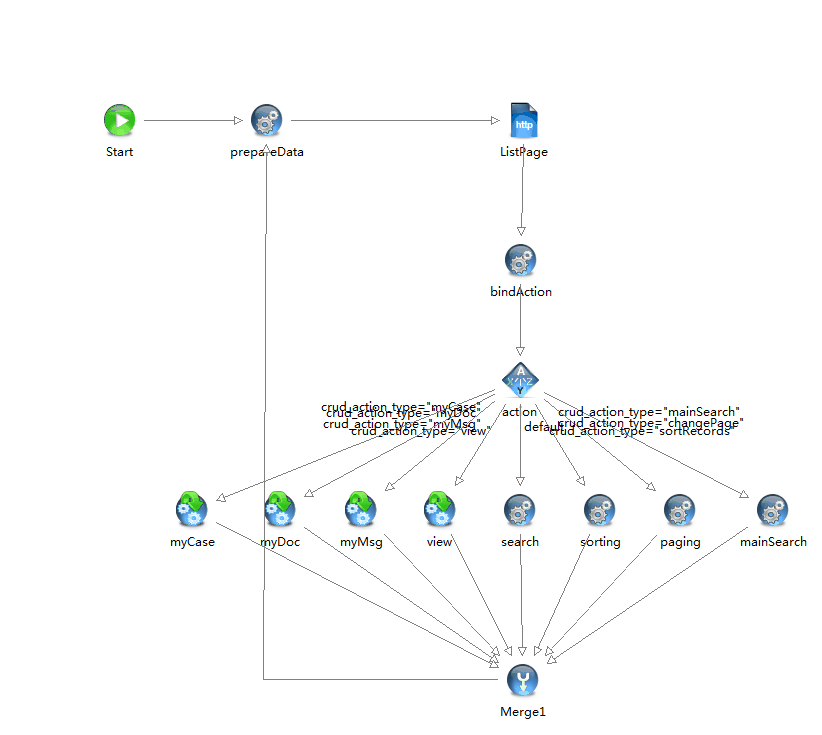 Start
prepareData
http
ListPage
bindAction
A
X
Z
Y
action
crud_action_type="myCase"
crud_action_type="myDoc"
crud_action_type="myMsg"
crud_action_type="view"
default
crud_action_type="mainSearch"
crud_action_type="changePage"
crud_action_type="sortRecords"
myCase
myDoc
myMsg
view
search
sorting
paging
mainSearch
Merge1